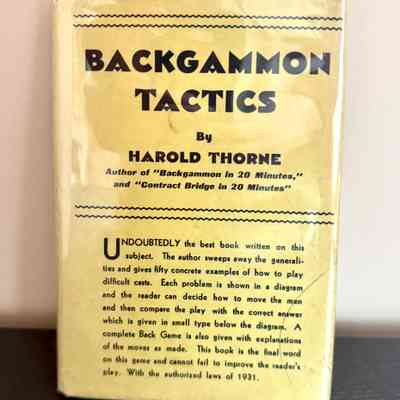 BACKGAMMON
TACTICS
By
HAROLD THORNE
Author of "Backgammon in 20 Minutes,"
and "Contract Bridge in 20 Minutes"
UNDOUBTEDLY the best book written on this
subject. The author sweeps away the generali-
ties and gives fifty concrete examples of how to play
difficult casts. Each problem is shown in a diagram
and the reader can decide how to move the men
and then compare the play with the correct answer
which is given in small type below the diagram. A
complete Back Game is also given with explanations
of the moves as made. This book is the final word
on this game and cannot fail to improve the reader's
play. With the authorized laws of 1931.